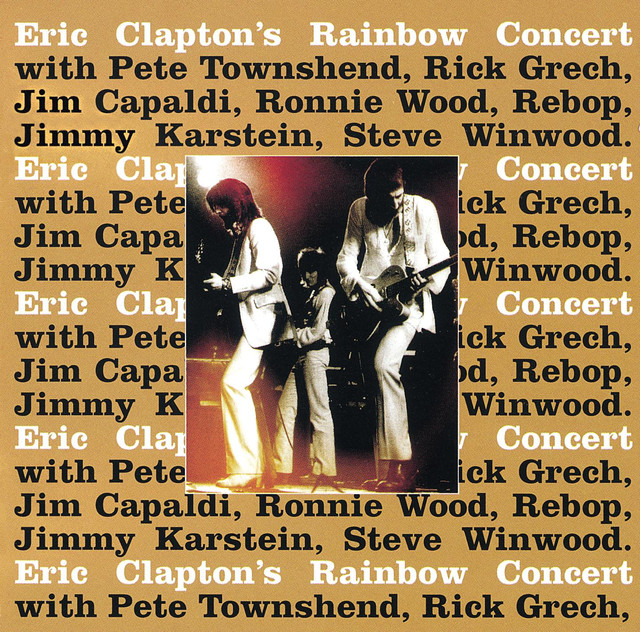 Eric Clapton's Rainbow Concert
with Pete Townshend, Rick Grech,
Jim Capaldi, Ronnie Wood, Rebop,
Jimmy Karstein, Steve Winwood.
Eric Clap w Concert
with Pete ick Grech,
Jim Capa od, Rebop,
Jimmy K Winwood.
Eric Clap w Concert
with Pete ick Grech,
Jim Capa od, Rebop,
Jimmy K Winwood.
Eric Clap w Concert
with Pete ick Grech,
Jim Capaldi, Ronnie Wood, Rebop,
Jimmy Karstein, Steve Winwood.
Eric Clapton's Rainbow Concert
with Pete Townshend, Rick Grech,